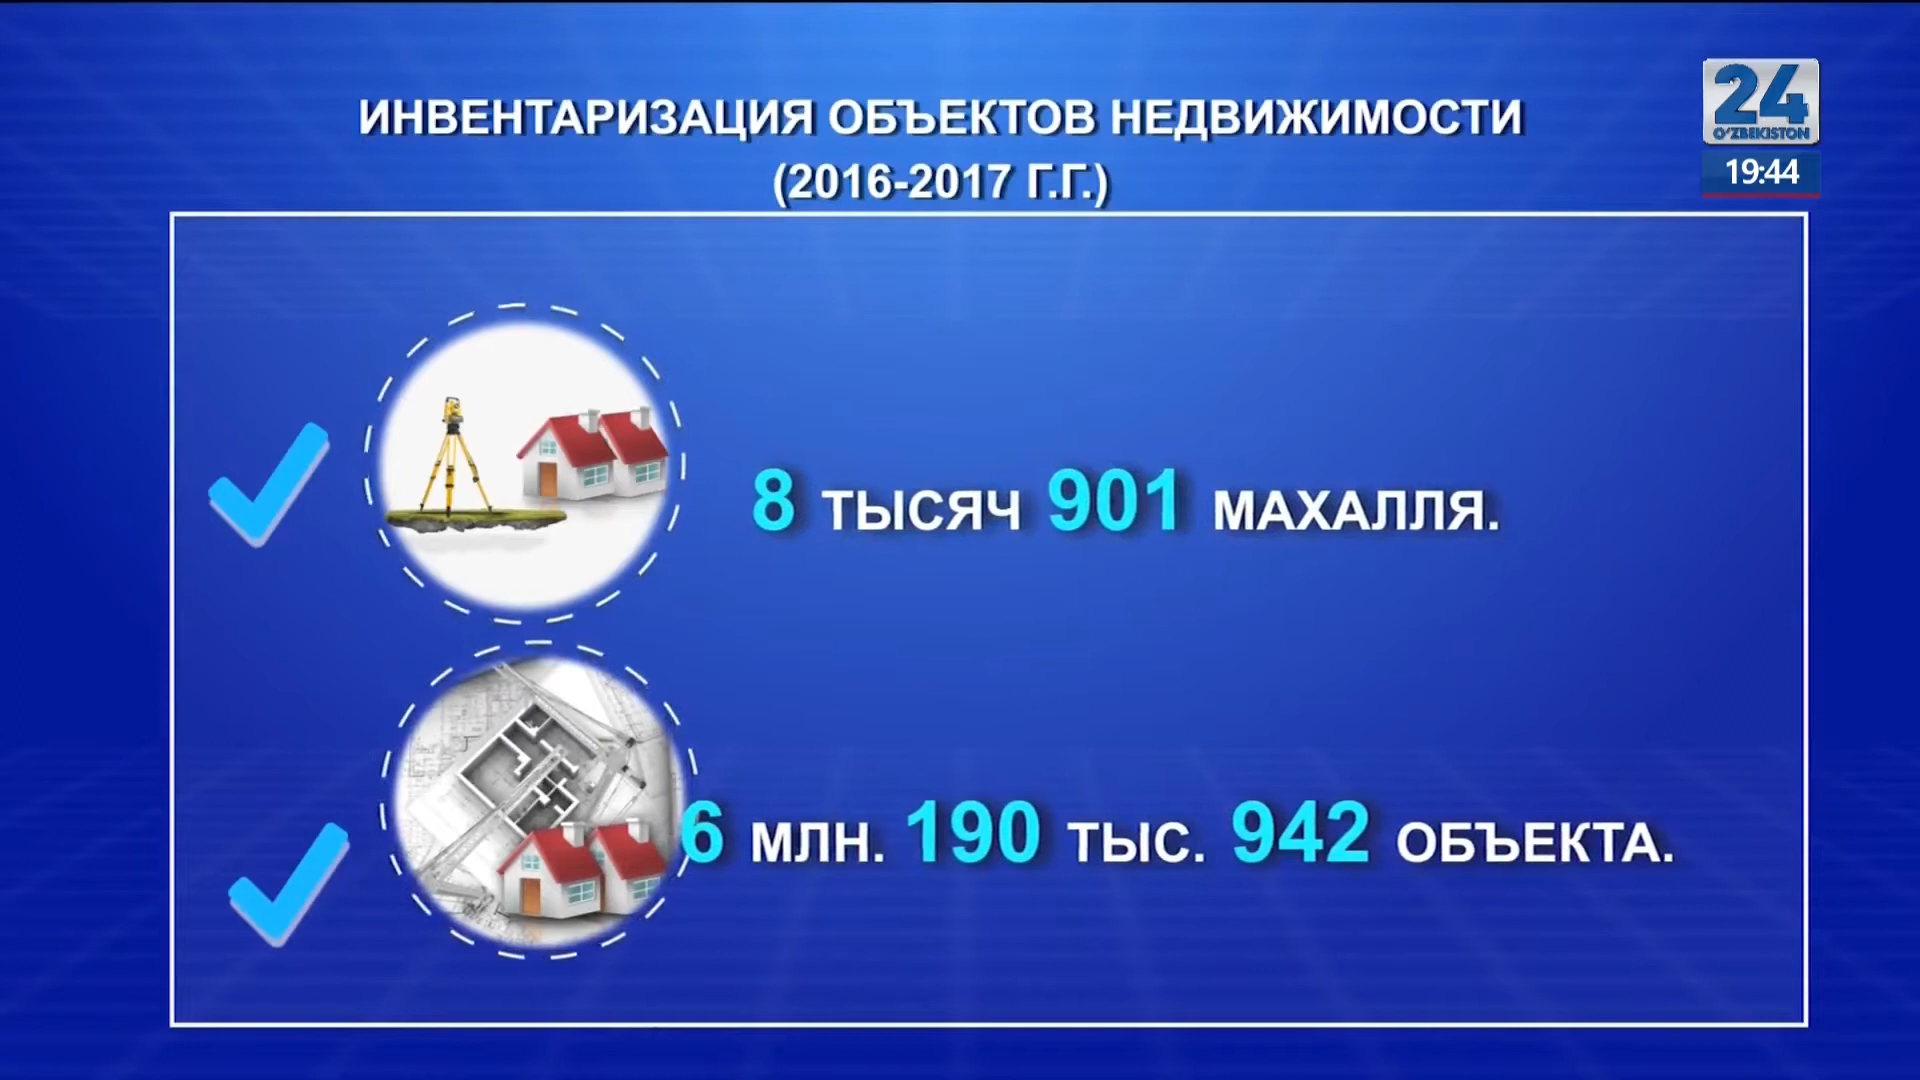 ИНВЕНТАРИЗАЦИЯ ОБЪЕКТОВ НЕДВИЖИМОСТИ
(2016-2017 Г.Г.)
24
O'ZBEKISTON
19:44
8 ТЫСЯЧ 901 МАХАЛЛЯ.
6 МЛН. 190 ТЫС. 942 ОБЪЕКТА.